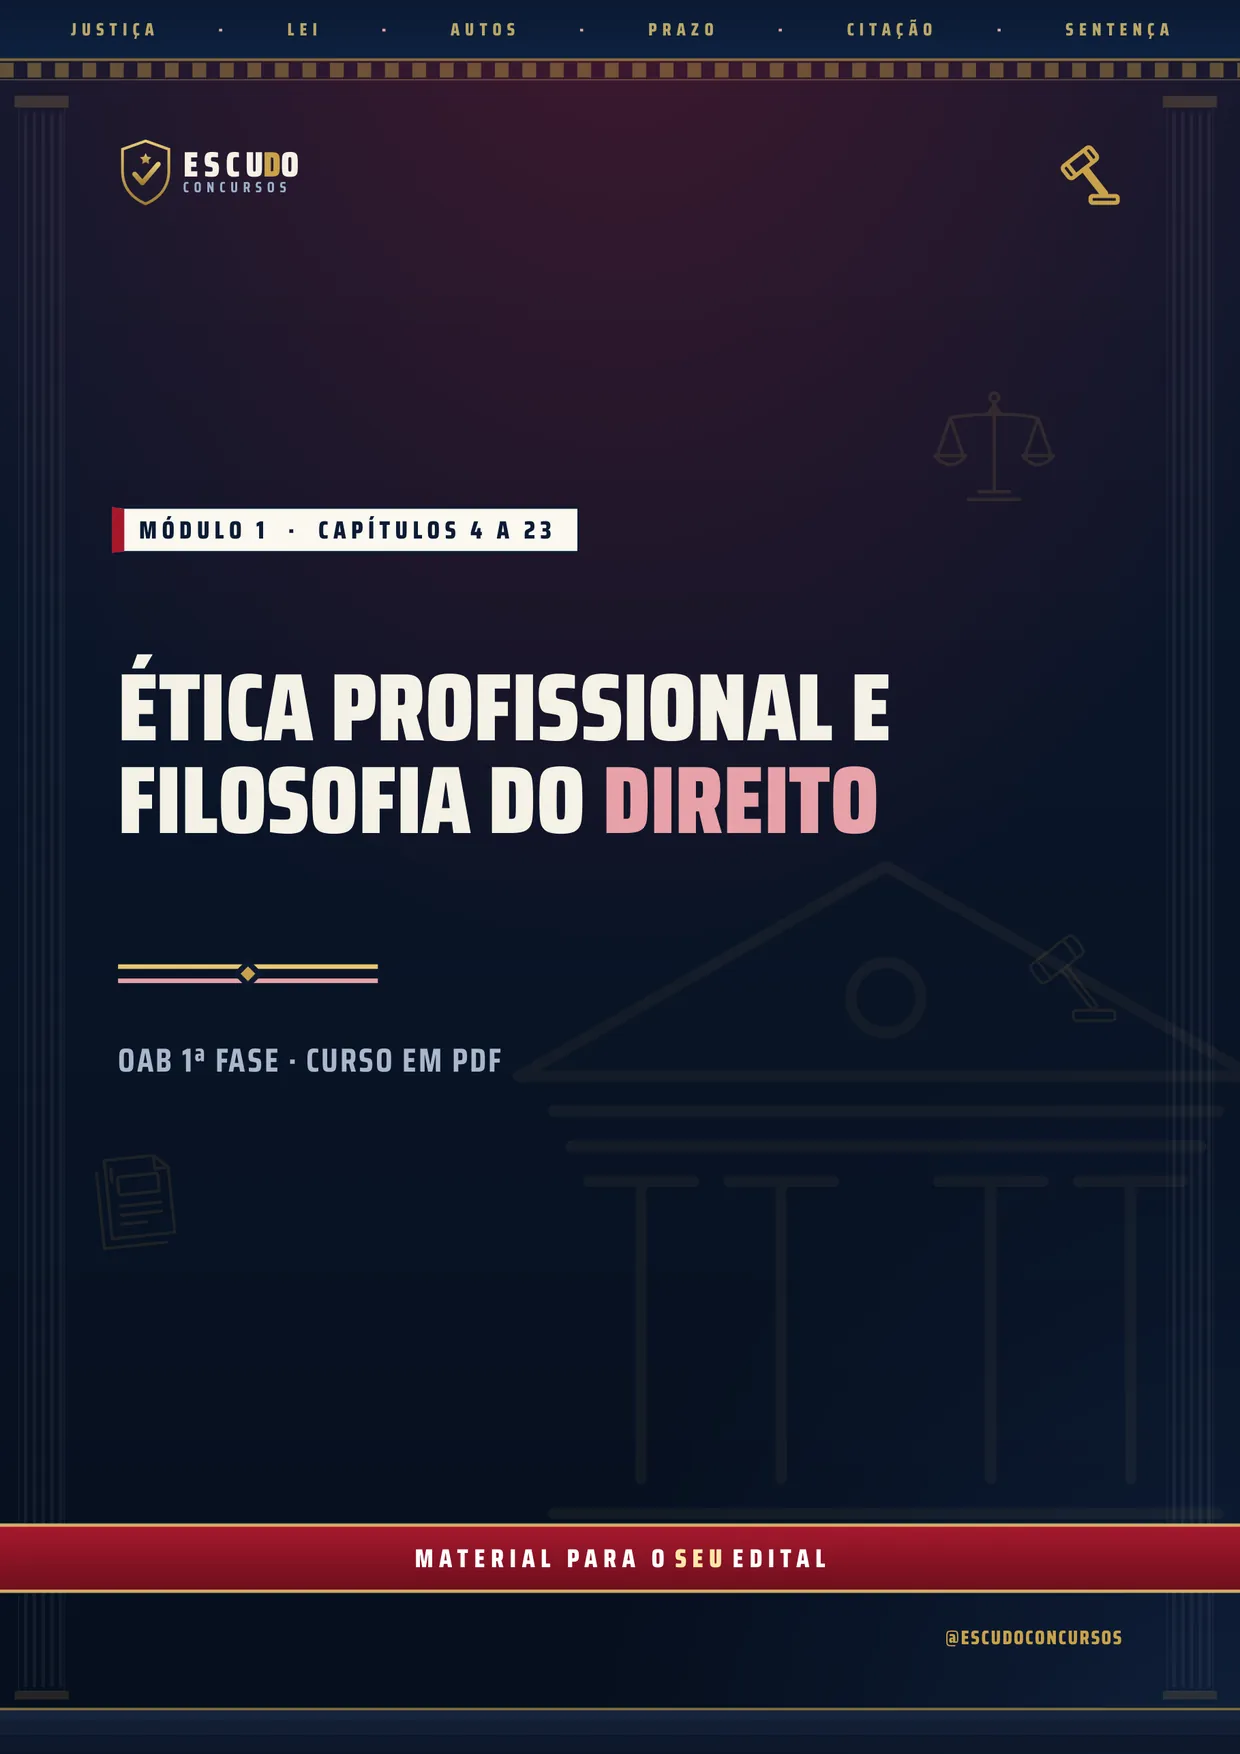 JUSTIÇA · LEI · AUTOS · PRAZO · CITAÇÃO · SENTENÇA
ESCUDO
CONCURSOS
MÓDULO 1 · CAPÍTULOS 4 A 23
ÉTICA PROFISSIONAL E
FILOSOFIA DO DIREITO
OAB 1ª FASE · CURSO EM PDF
MATERIAL PARA O SEU EDITAL
@ESCUDOCONCURSOS